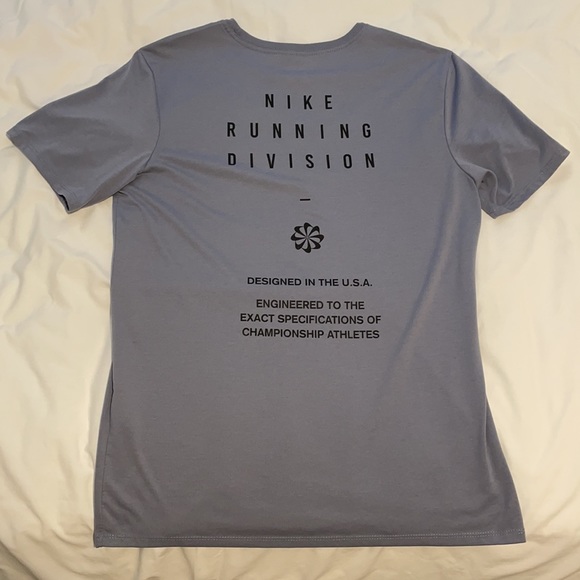 NIKE
RUNNING
DIVISION
–
DESIGNED IN THE U.S.A.
ENGINEERED TO THE
EXACT SPECIFICATIONS OF
CHAMPIONSHIP ATHLETES